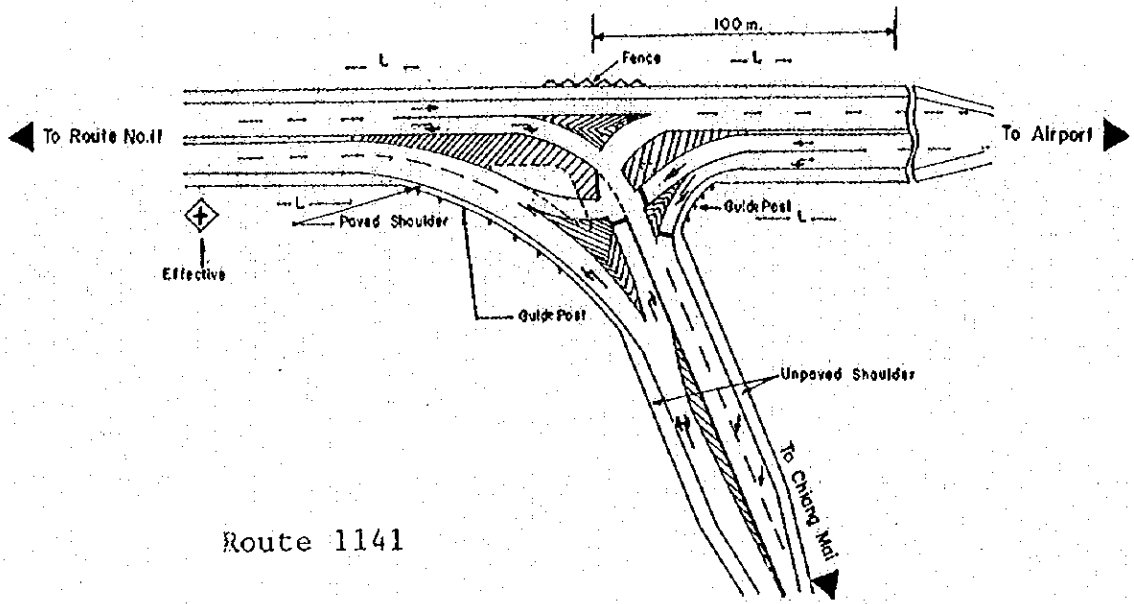 100 m.
L
Fence
L
To Route No.11
To Airport
L
Paved Shoulder
Guide Post
L
Effective
Guide Post
Unpaved Shoulder
To Chiang Mai
Route 1141